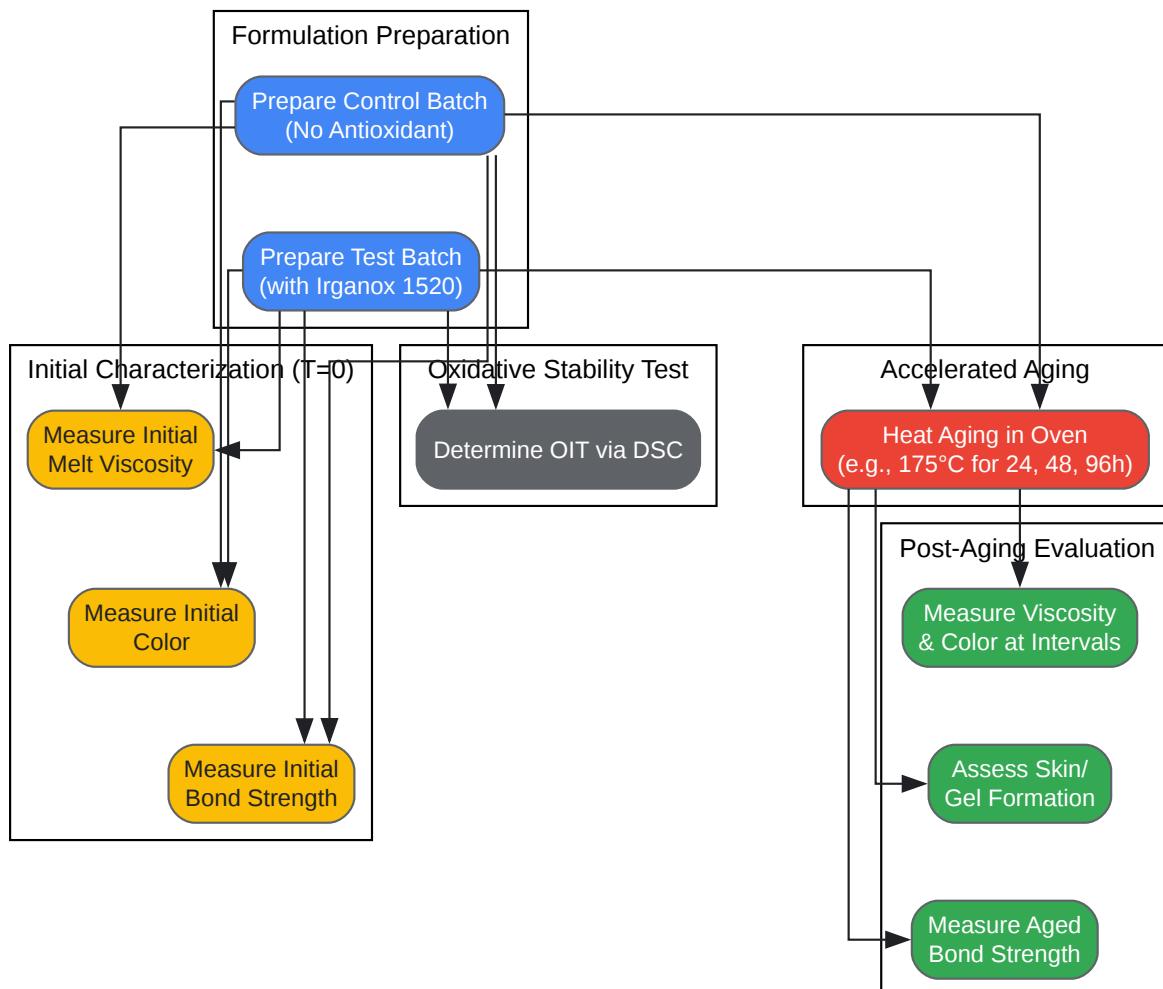 Formulation Preparation
Prepare Control Batch
(No Antioxidant)
Prepare Test Batch
(with Irganox 1520)
Initial Characterization (T=0)
Measure Initial
Melt Viscosity
Measure Initial
Color
Measure Initial
Bond Strength
Oxidative Stability Test
Determine OIT via DSC
Accelerated Aging
Heat Aging in Oven
(e.g., 175°C for 24, 48, 96h)
Post-Aging Evaluation
Measure Viscosity
& Color at Intervals
Assess Skin/
Gel Formation
Measure Aged
Bond Strength